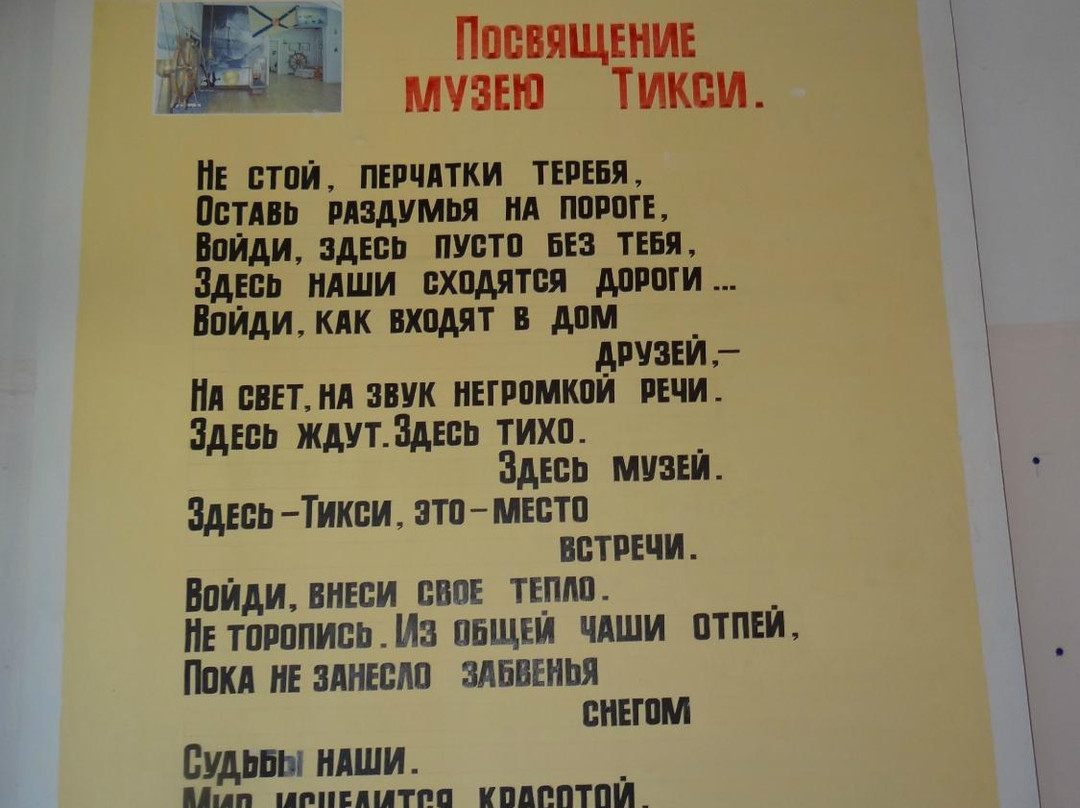 Посвящение
музею Тикси.
Не стой, перчатки теребя,
Оставь раздумья на пороге,
Войди, здесь пусто без тебя,
Здесь наши сходятся дороги...
Войди, как входят в дом
друзей,–
На свет, на звук негромкой речи.
Здесь ждут. Здесь тихо.
Здесь музей.
Здесь – Тикси, это – место
встречи.
Войди, внеси свое тепло.
Не торопись. Из общей чаши отпей,
Пока не занесло забвенья
снегом
Судьбы наши.
Мир исцелится красотой.